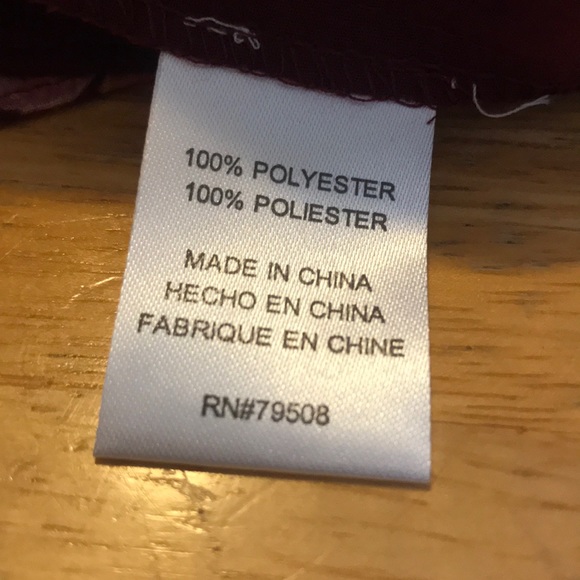 100% POLYESTER
100% POLIESTER
MADE IN CHINA
HECHO EN CHINA
FABRIQUE EN CHINE
RN#79508